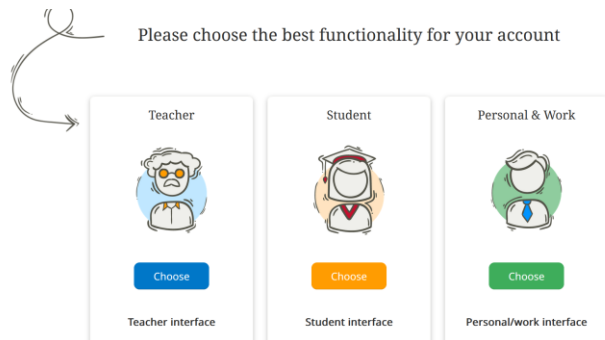 Please choose the best functionality for your account
Teacher
Student
Personal & Work
Choose
Choose
Choose
Teacher interface
Student interface
Personal/work interface